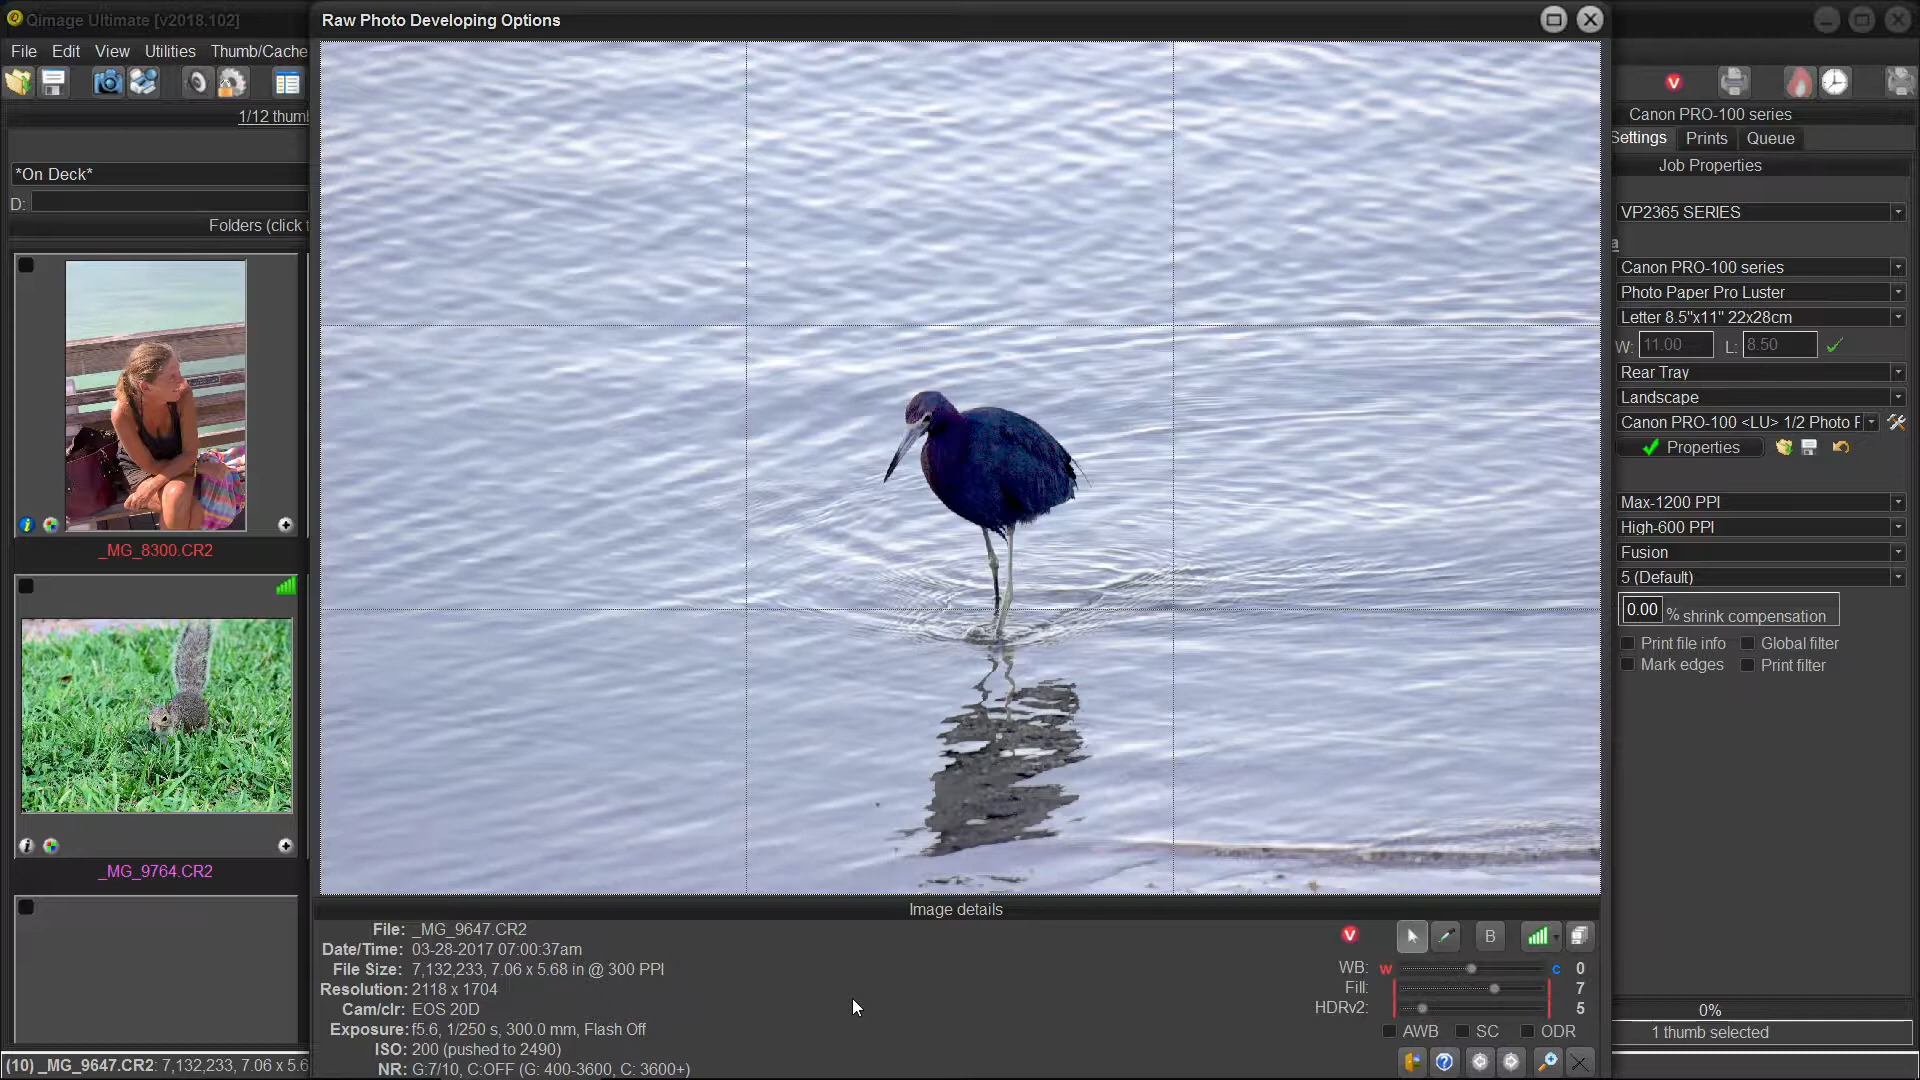 Qimage Ultimate [v2018.102]
Raw Photo Developing Options
File Edit View Utilities Thumb/Cache
Canon PRO-100 series
1/12 thumb
Settings Prints Queue
Job Properties
*On Deck*
D:
Folders (click t
VP2365 SERIES
a
Canon PRO-100 series
Photo Paper Pro Luster
Letter 8.5"x11" 22x28cm
W: 11.00 L: 8.50
Rear Tray
Landscape
Canon PRO-100 <LU> 1/2 Photo F
Properties
Max-1200 PPI
High-600 PPI
Fusion
5 (Default)
0.00 % shrink compensation
Print file info Global filter
Mark edges Print filter
_MG_8300.CR2
_MG_9764.CR2
Image details
File: _MG_9647.CR2
Date/Time: 03-28-2017 07:00:37am
File Size: 7,132,233, 7.06 x 5.68 in @ 300 PPI
Resolution: 2118 x 1704
Cam/clr: EOS 20D
Exposure: f5.6, 1/250 s, 300.0 mm, Flash Off
ISO: 200 (pushed to 2490)
NR: G:7/10, C:OFF (G: 400-3600, C: 3600+)
V
B
WB: W C 0
Fill: 7
HDRv2: 5
AWB SC ODR
0%
1 thumb selected
(10) _MG_9647.CR2: 7,132,233, 7.06 x 5.6